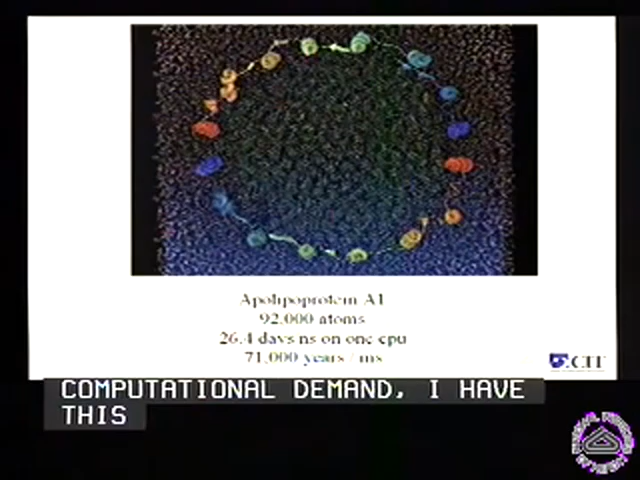 Apolipoprotein A1
92,000 atoms
26.4 days/ns on one cpu
71,000 years / ms
CIT
COMPUTATIONAL DEMAND, I HAVE
THIS